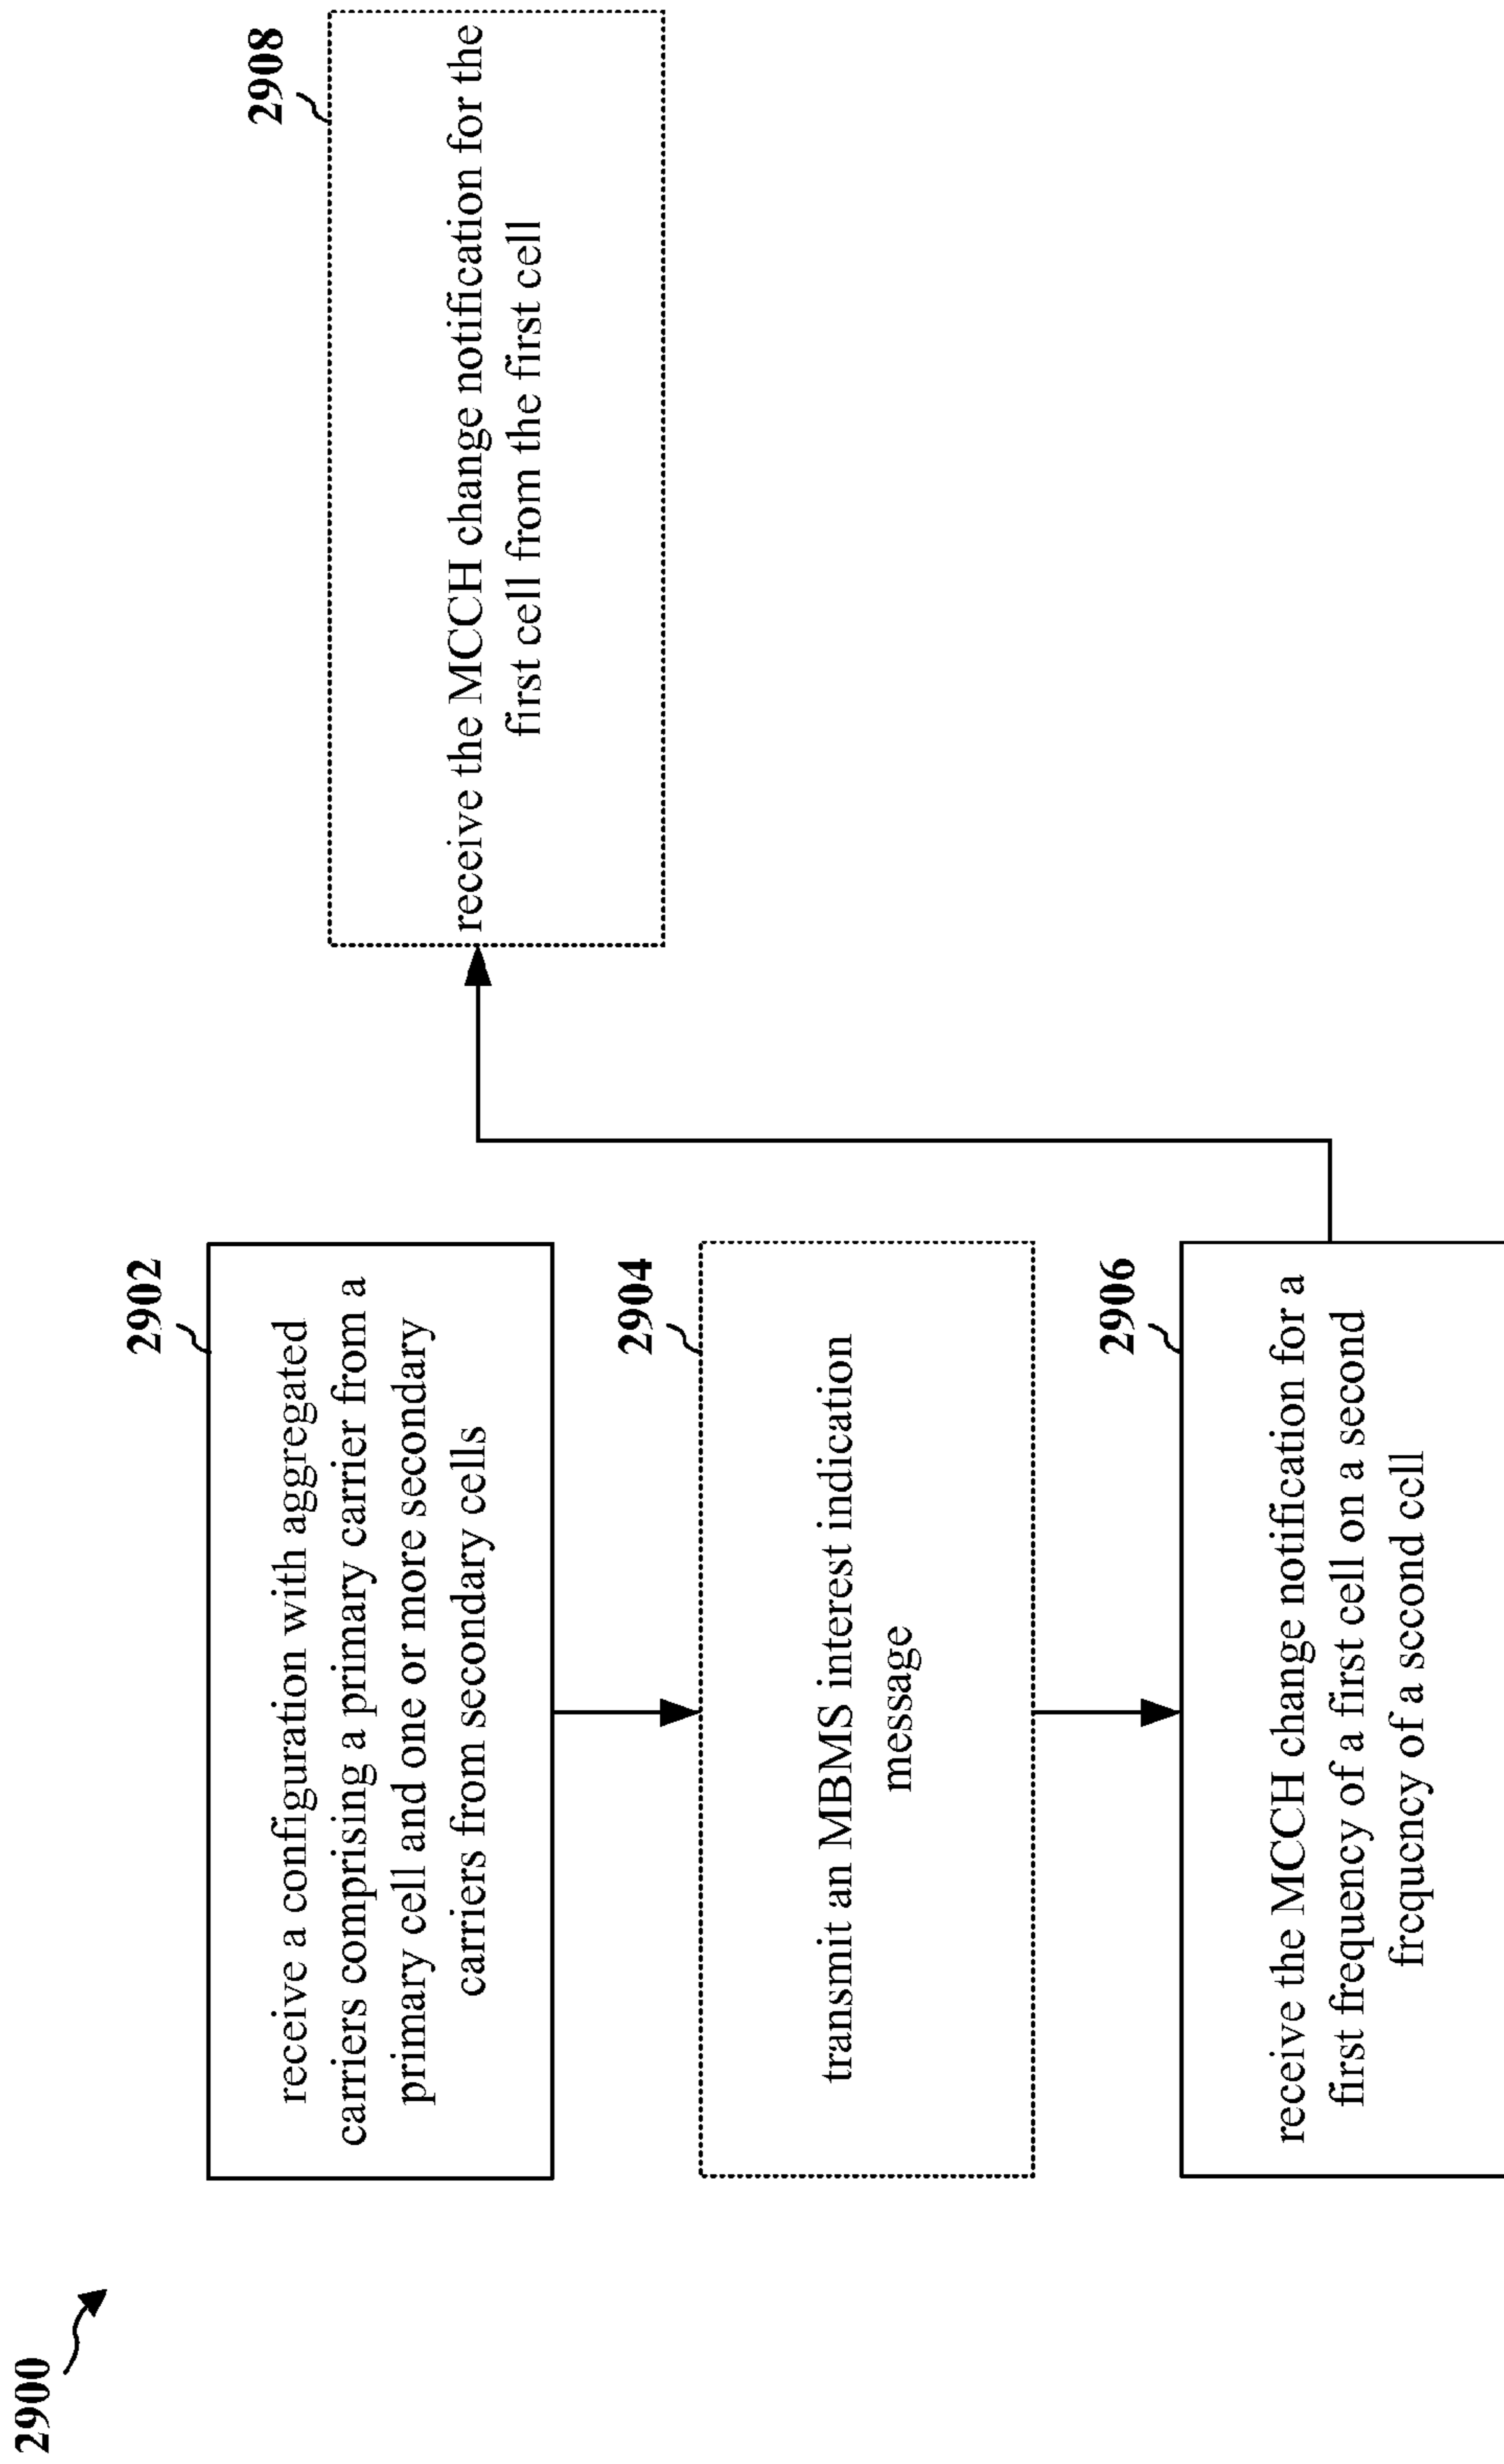 2900
2902
receive a configuration with aggregated
carriers comprising a primary carrier from a
primary cell and one or more secondary
carriers from secondary cells
2904
transmit an MBMS interest indication
message
2906
receive the MCCH change notification for a
first frequency of a first cell on a second
frequency of a second cell
2908
receive the MCCH change notification for the
first cell from the first cell